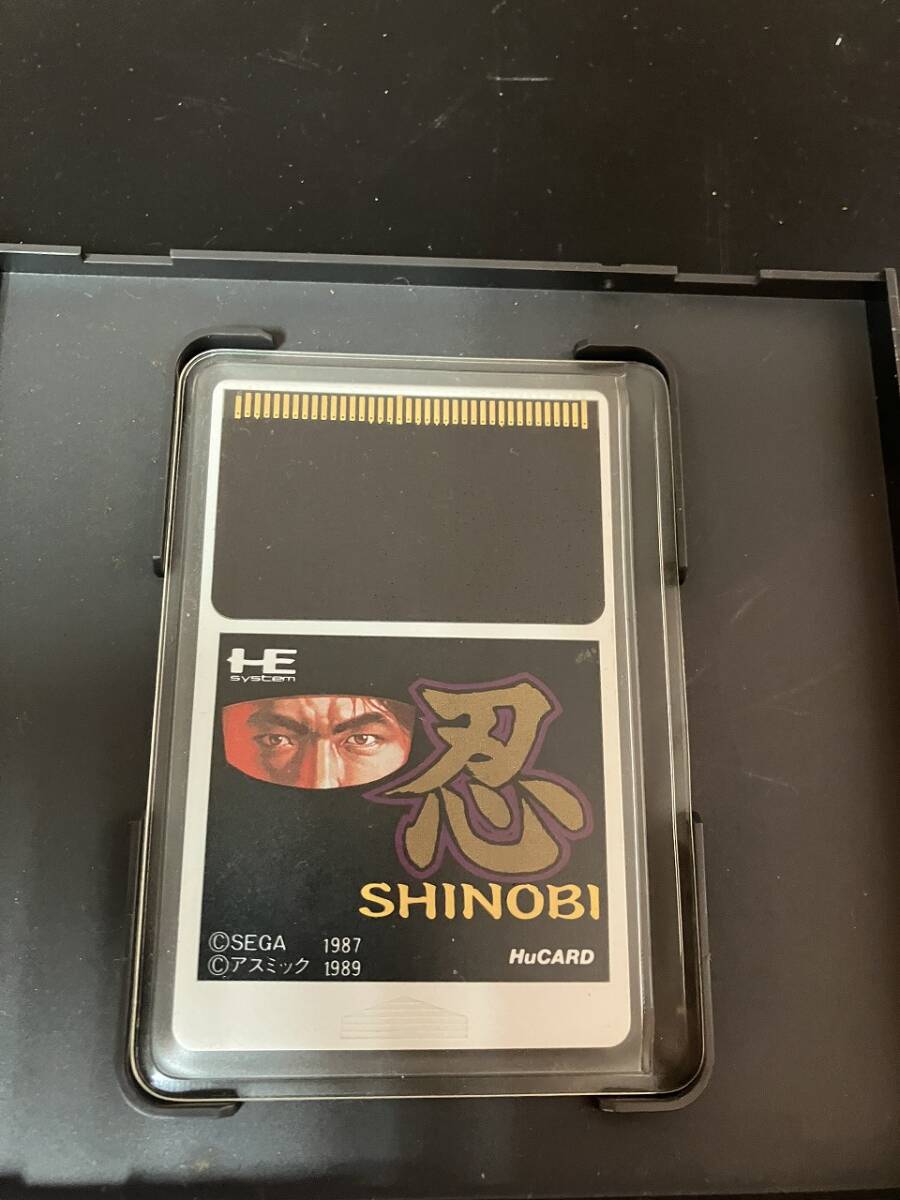 HE
system
忍
SHINOBI
©SEGA 1987
©アスミック 1989
HuCARD